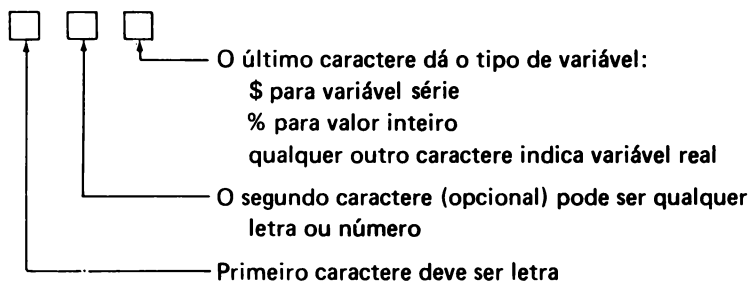 O último caractere dá o tipo de variável:
$ para variável série
% para valor inteiro
qualquer outro caractere indica variável real
O segundo caractere (opcional) pode ser qualquer
letra ou número
Primeiro caractere deve ser letra